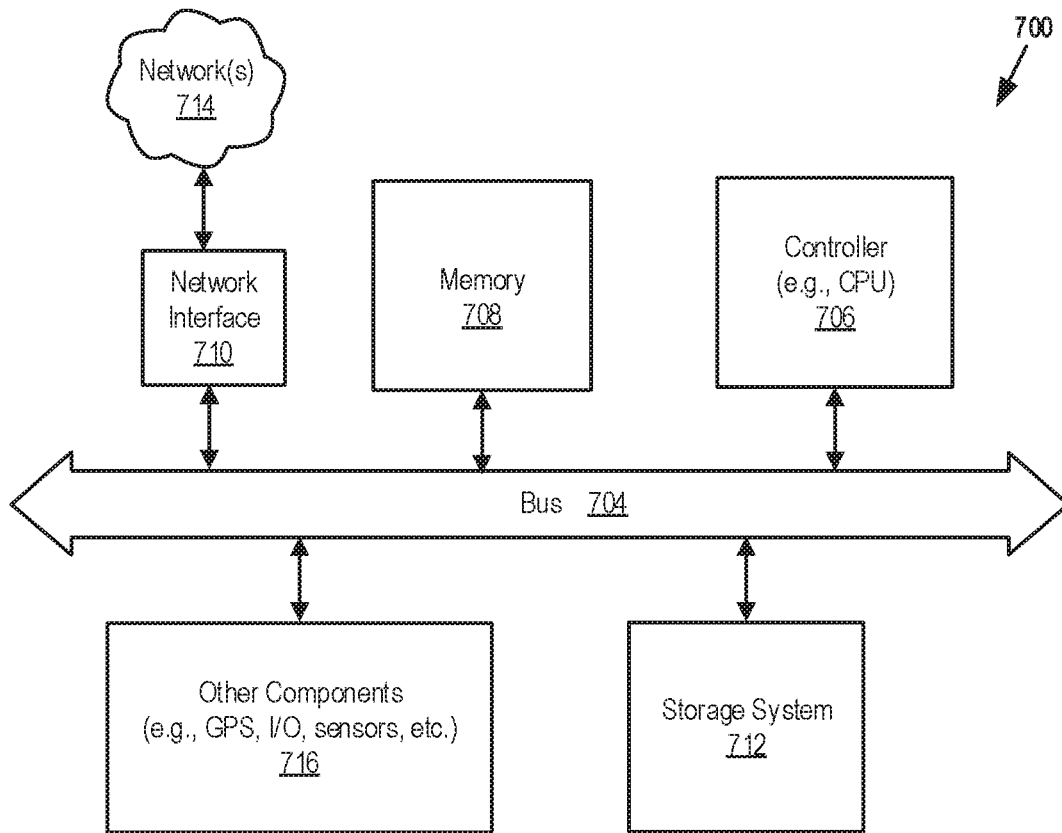 700
Network(s)
714
Network
Interface
710
Memory
708
Controller
(e.g., CPU)
706
Bus 704
Other Components
(e.g., GPS, I/O, sensors, etc.)
716
Storage System
712